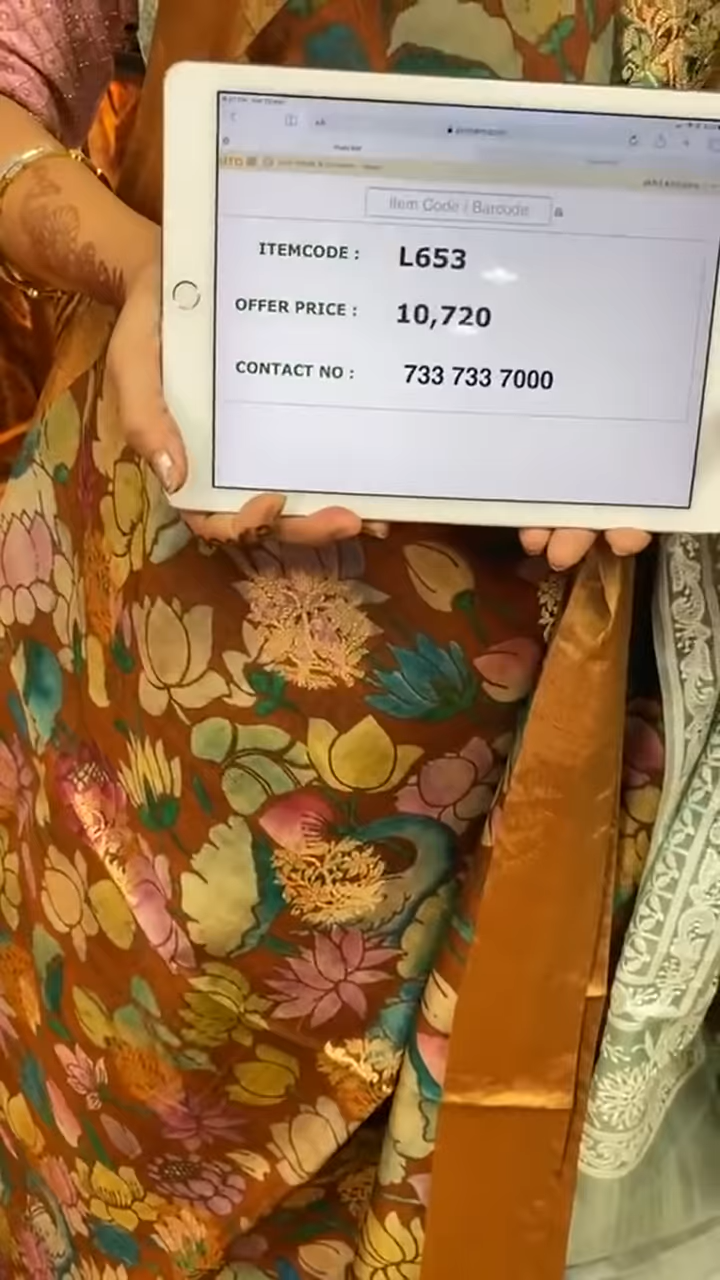 Item Code / Barcode
ITEMCODE : L653
OFFER PRICE : 10,720
CONTACT NO : 733 733 7000